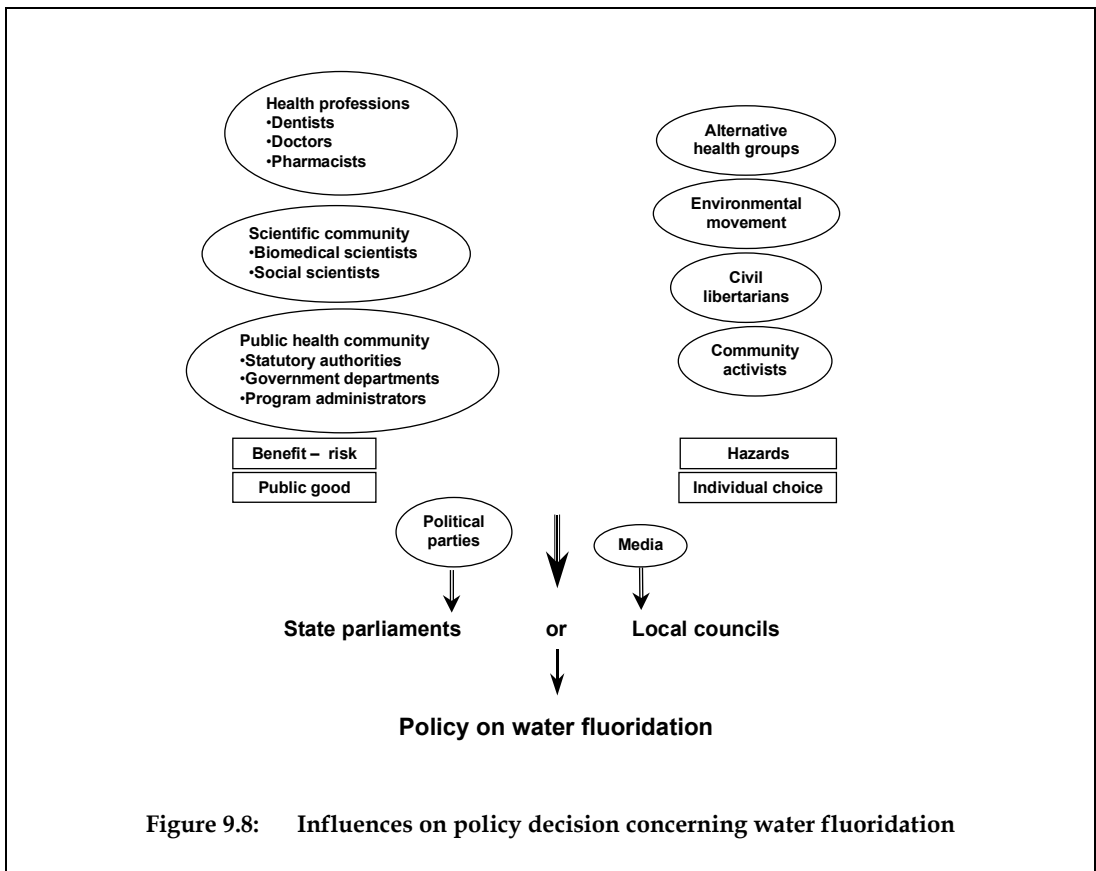 Health professions
•Dentists
•Doctors
•Pharmacists
Scientific community
•Biomedical scientists
•Social scientists
Public health community
•Statutory authorities
•Government departments
•Program administrators
Benefit – risk
Public good
Alternative
health groups
Environmental
movement
Civil
libertarians
Community
activists
Hazards
Individual choice
Political
parties
Media
State parliaments or Local councils
Policy on water fluoridation
Figure 9.8: Influences on policy decision concerning water fluoridation